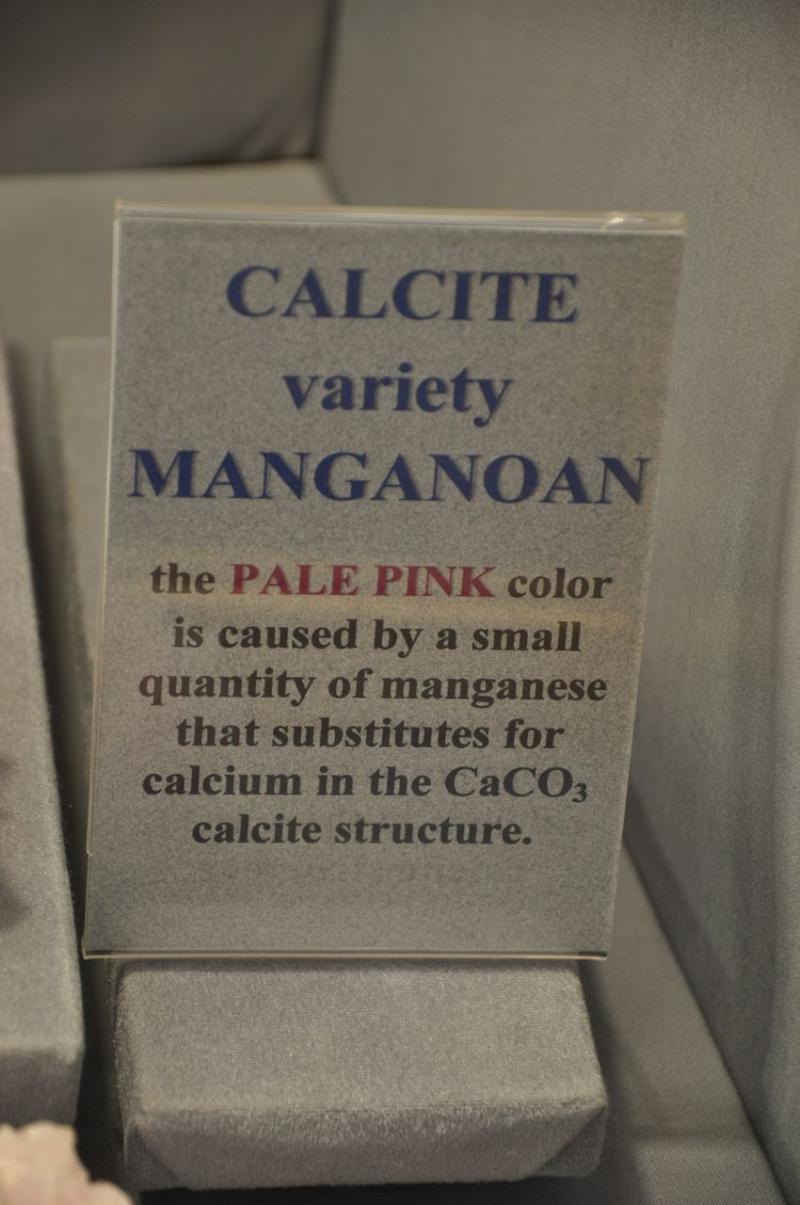 CALCITE
variety
MANGANOAN
the PALE PINK color
is caused by a small
quantity of manganese
that substitutes for
calcium in the CaCO₃
calcite structure.